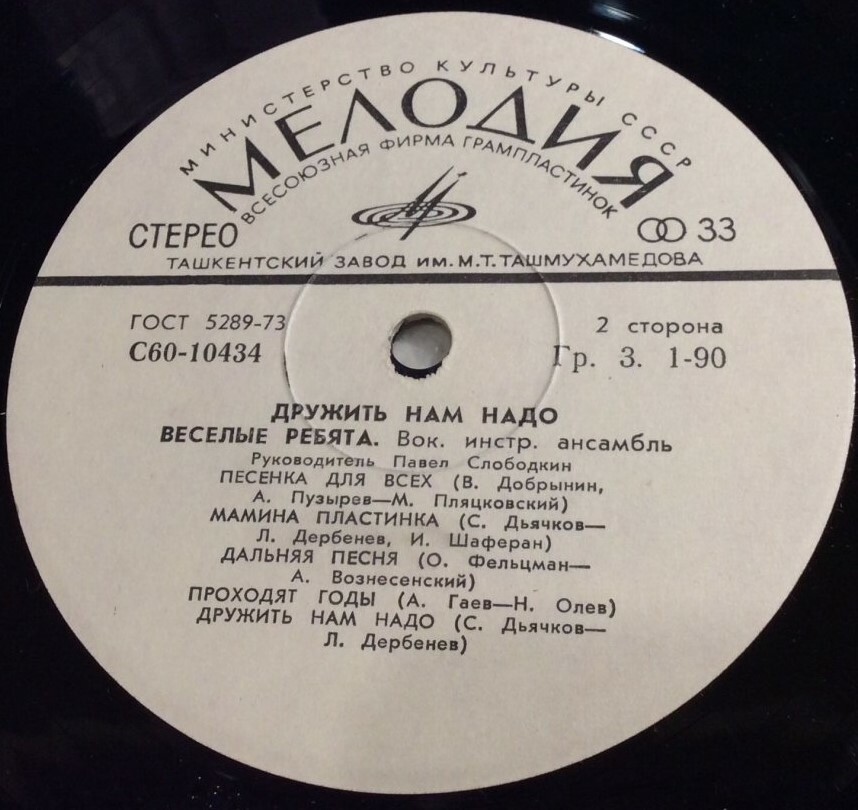 МИНИСТЕРСТВО КУЛЬТУРЫ СССР
МЕЛОДИЯ
ВСЕСОЮЗНАЯ ФИРМА ГРАМПЛАСТИНОК
СТЕРЕО
33
ТАШКЕНТСКИЙ ЗАВОД ИМ. М.Т. ТАШМУХАМЕДОВА
ГОСТ 5289-73
2 сторона
С60-10434
Гр. 3. 1-90
ДРУЖИТЬ НАМ НАДО
ВЕСЕЛЫЕ РЕБЯТА. Вок. инстр. ансамбль
Руководитель Павел Слободкин
ПЕСЕНКА ДЛЯ ВСЕХ (В. Добрынин,
А. Пузырев—М. Пляцковский)
МАМИНА ПЛАСТИНКА (С. Дьячков—
Л. Дербенев, И. Шаферан)
ДАЛЬНЯЯ ПЕСНЯ (О. Фельцман—
А. Вознесенский)
ПРОХОДЯТ ГОДЫ (А. Гаев—Н. Олев)
ДРУЖИТЬ НАМ НАДО (С. Дьячков—
Л. Дербенев)